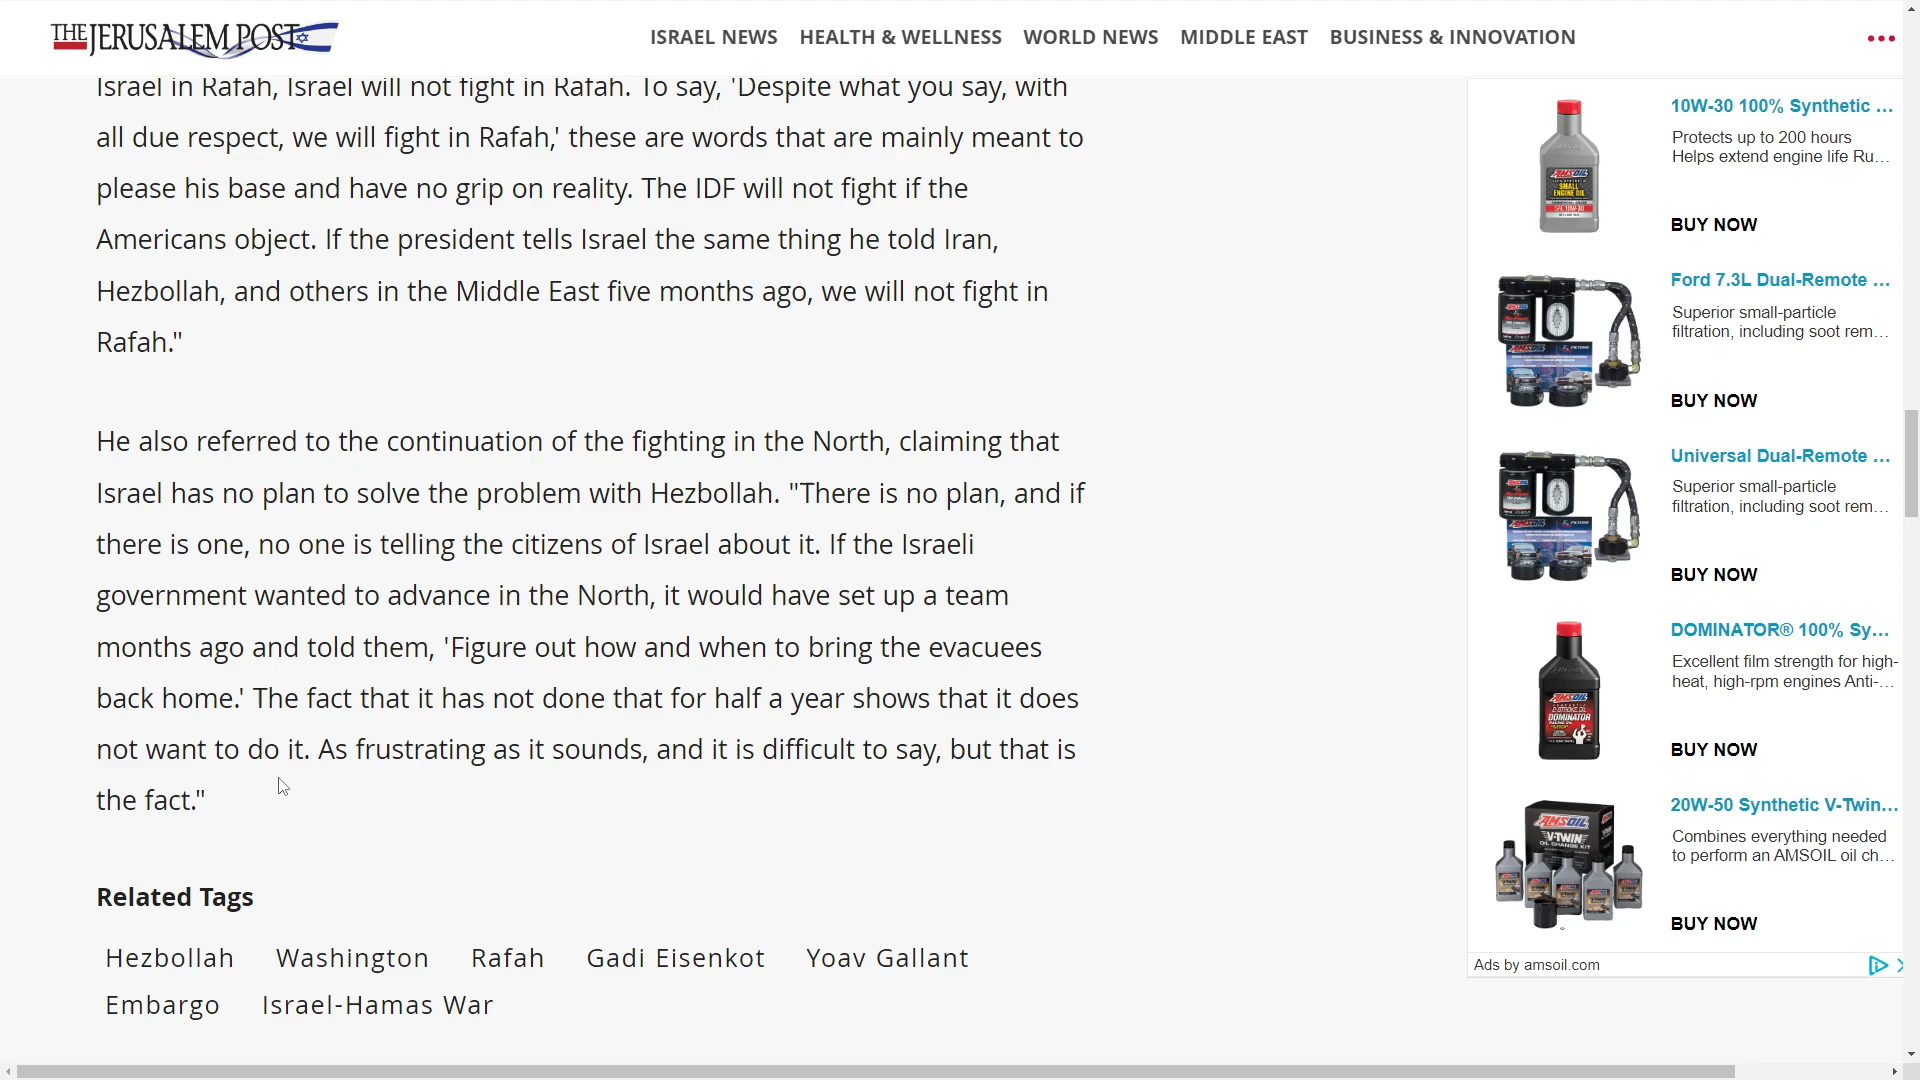 THE JERUSALEM POST
ISRAEL NEWS HEALTH & WELLNESS WORLD NEWS MIDDLE EAST BUSINESS & INNOVATION
Israel in Rafah, Israel will not fight in Rafah. To say, 'Despite what you say, with
all due respect, we will fight in Rafah,' these are words that are mainly meant to
please his base and have no grip on reality. The IDF will not fight if the
Americans object. If the president tells Israel the same thing he told Iran,
Hezbollah, and others in the Middle East five months ago, we will not fight in
Rafah."
He also referred to the continuation of the fighting in the North, claiming that
Israel has no plan to solve the problem with Hezbollah. "There is no plan, and if
there is one, no one is telling the citizens of Israel about it. If the Israeli
government wanted to advance in the North, it would have set up a team
months ago and told them, 'Figure out how and when to bring the evacuees
back home.' The fact that it has not done that for half a year shows that it does
not want to do it. As frustrating as it sounds, and it is difficult to say, but that is
the fact."
Related Tags
Hezbollah Washington Rafah Gadi Eisenkot Yoav Gallant
Embargo Israel-Hamas War
10W-30 100% Synthetic ...
Protects up to 200 hours
Helps extend engine life Ru...
BUY NOW
AMSOIL
SMALL
ENGINE OIL
Ford 7.3L Dual-Remote ...
Superior small-particle
filtration, including soot rem...
BUY NOW
AMSOIL
Universal Dual-Remote ...
Superior small-particle
filtration, including soot rem...
BUY NOW
AMSOIL
DOMINATOR® 100% Sy...
Excellent film strength for high-
heat, high-rpm engines Anti-...
BUY NOW
AMSOIL
DOMINATOR
20W-50 Synthetic V-Twin...
Combines everything needed
to perform an AMSOIL oil ch...
BUY NOW
AMSOIL
V-TWIN
OIL CHANGE KIT
Ads by amsoil.com